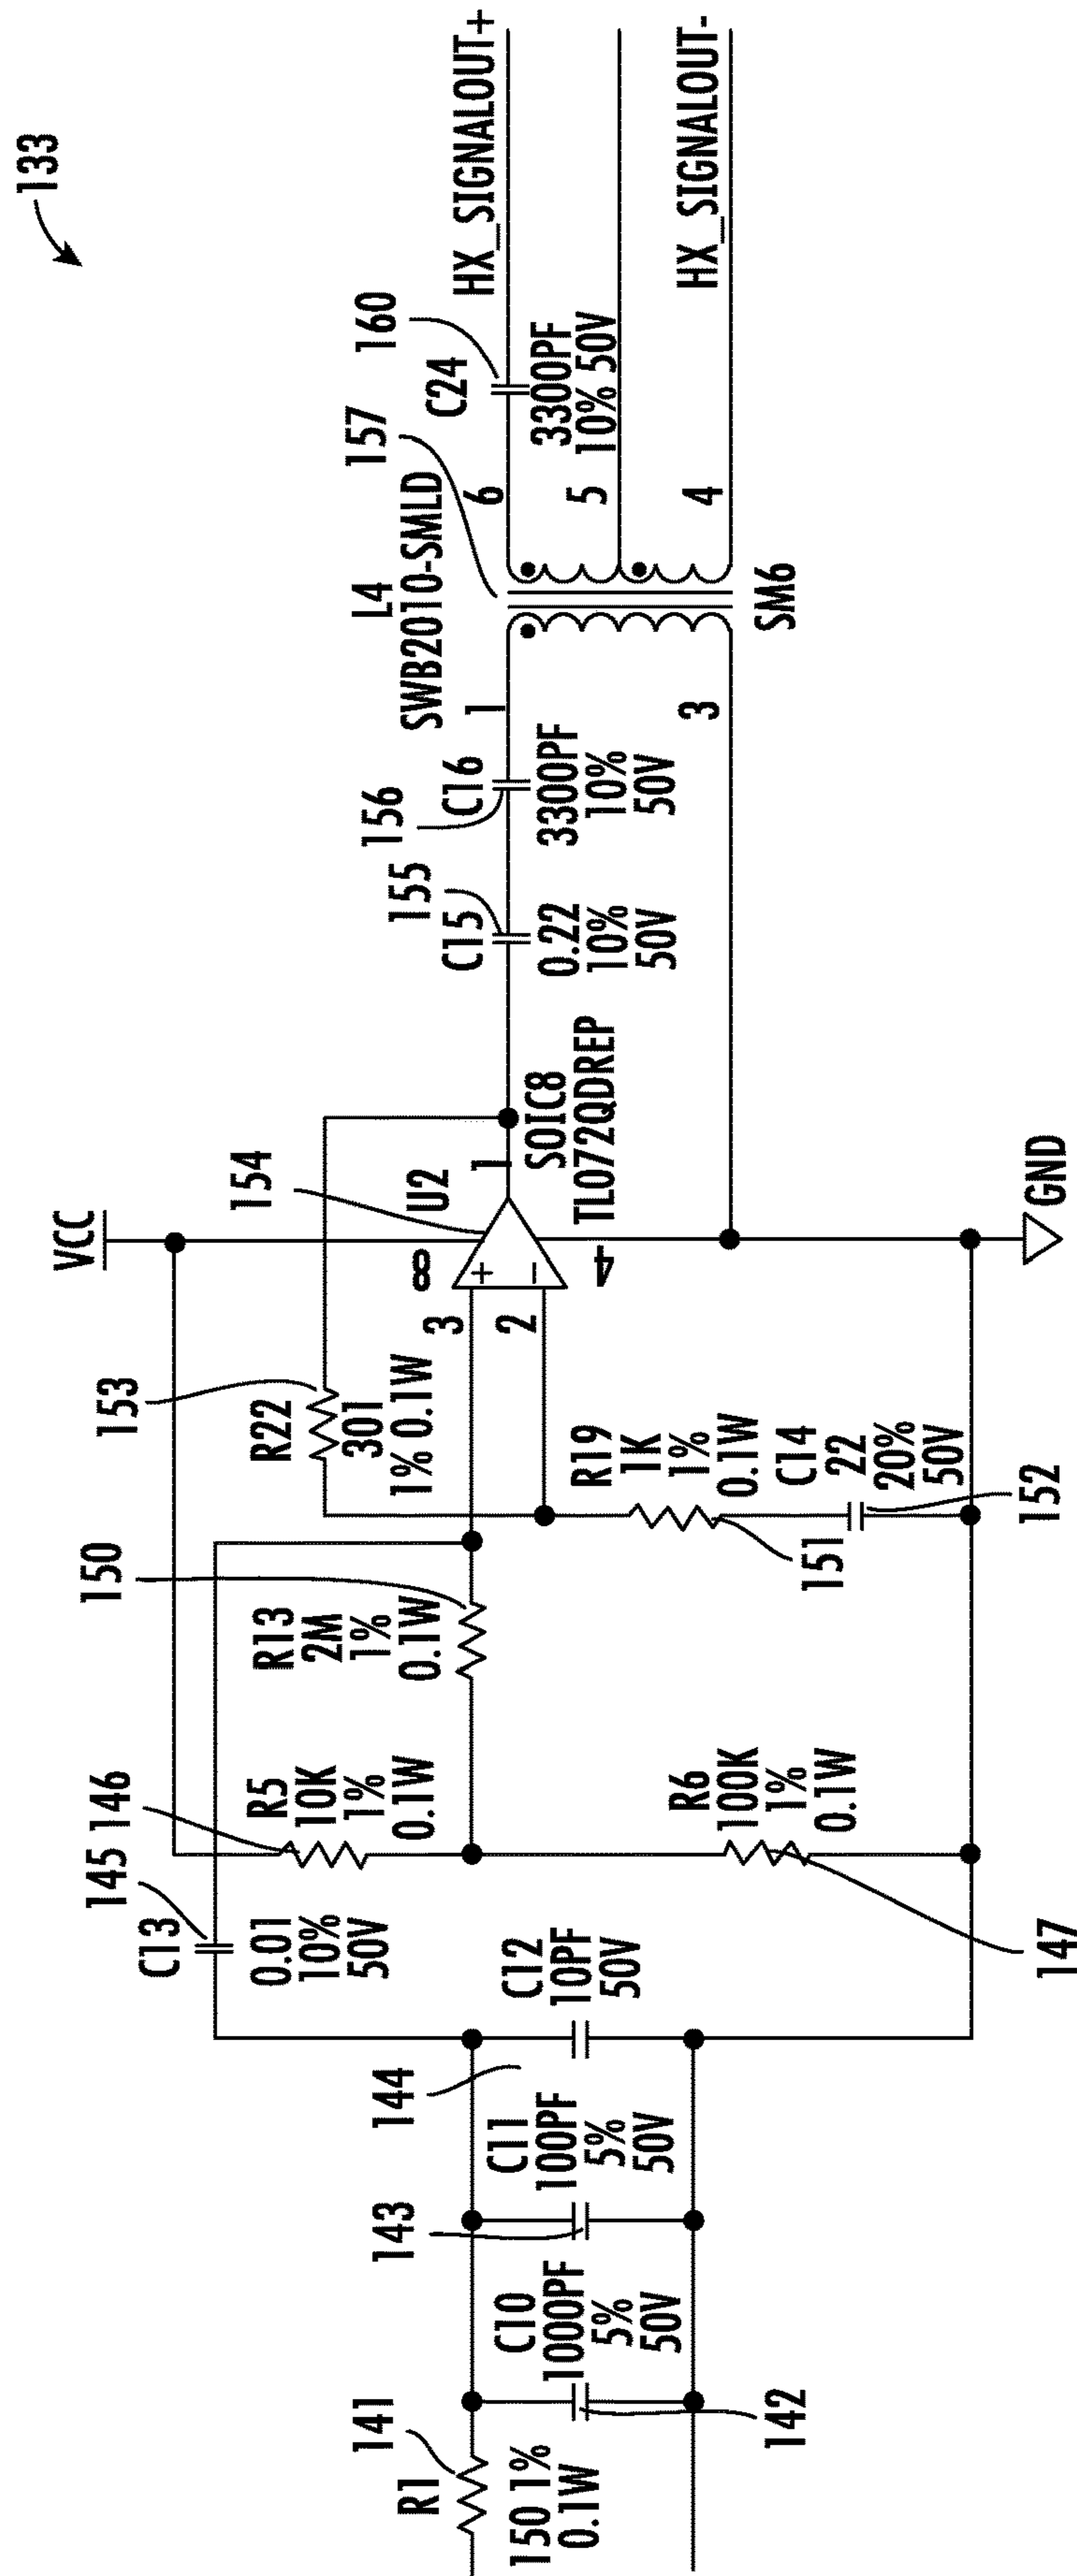 133
141
R1
150 1%
0.1W
142
C10
1000PF
5%
50V
143
C11
100PF
5%
50V
144
C12
10PF
50V
145
C13
0.01
10%
50V
146
R5
10K
1%
0.1W
147
R6
100K
1%
0.1W
150
R13
2M
1%
0.1W
153
R22
301
1% 0.1W
R19
1K
1%
0.1W
151
C14
22
20%
50V
152
VCC
154
U2
8
3
+
2
–
4
1
SOIC8
TL072QDREP
GND
155
C15
0.22
10%
50V
156
C16
3300PF
10%
50V
157
L4
SWB2010-SMLD
1
3
6
5
4
SM6
160
C24
3300PF
10% 50V
HX_SIGNALOUT+
HX_SIGNALOUT-